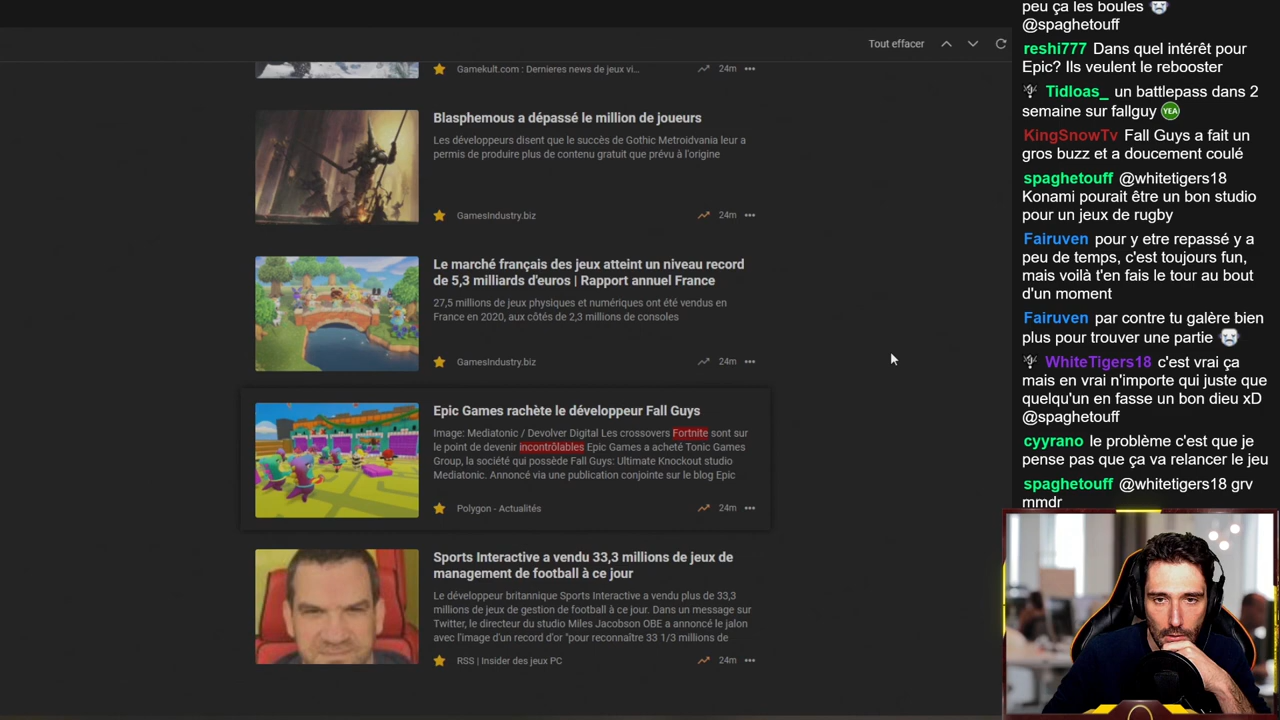 Tout effacer
Gamekult.com : Dernieres news de jeux vi...
24m
Blasphemous a dépassé le million de joueurs
Les développeurs disent que le succès de Gothic Metroidvania leur a
permis de produire plus de contenu gratuit que prévu à l'origine
GamesIndustry.biz
24m
Le marché français des jeux atteint un niveau record
de 5,3 milliards d'euros | Rapport annuel France
27,5 millions de jeux physiques et numériques ont été vendus en
France en 2020, aux côtés de 2,3 millions de consoles
GamesIndustry.biz
24m
Epic Games rachète le développeur Fall Guys
Image: Mediatonic / Devolver Digital Les crossovers Fortnite sont sur
le point de devenir incontrôlables Epic Games a acheté Tonic Games
Group, la société qui possède Fall Guys: Ultimate Knockout studio
Mediatonic. Annoncé via une publication conjointe sur le blog Epic
Polygon - Actualités
24m
Sports Interactive a vendu 33,3 millions de jeux de
management de football à ce jour
Le développeur britannique Sports Interactive a vendu plus de 33,3
millions de jeux de gestion de football à ce jour. Dans un message sur
Twitter, le directeur du studio Miles Jacobson OBE a annoncé le jalon
avec l'image d'un record d'or "pour reconnaître 33 1/3 millions de
RSS | Insider des jeux PC
24m
peu ça les boules
@spaghetouff
reshi777 Dans quel intérêt pour
Epic? Ils veulent le rebooster
Tidloas_ un battlepass dans 2
semaine sur fallguy YEA
KingSnowTv Fall Guys a fait un
gros buzz et a doucement coulé
spaghetouff @whitetigers18
Konami pourait être un bon studio
pour un jeux de rugby
Fairuven pour y etre repassé y a
peu de temps, c'est toujours fun,
mais voilà t'en fais le tour au bout
d'un moment
Fairuven par contre tu galère bien
plus pour trouver une partie
WhiteTigers18 c'est vrai ça
mais en vrai n'importe qui juste que
quelqu'un en fasse un bon dieu xD
@spaghetouff
cyyrano le problème c'est que je
pense pas que ça va relancer le jeu
spaghetouff @whitetigers18 grv
mmdr